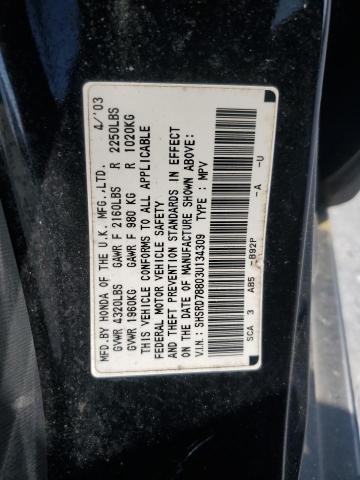 MFD.BY HONDA OF THE U.K. MFG.,LTD. 4/'03
GVWR 4320LBS GAWR F 2160LBS R 2250LBS
GVWR 1960KG GAWR F 980 KG R 1020KG
THIS VEHICLE CONFORMS TO ALL APPLICABLE
FEDERAL MOTOR VEHICLE SAFETY
AND THEFT PREVENTION STANDARDS IN EFFECT
ON THE DATE OF MANUFACTURE SHOWN ABOVE:
V.I.N.: SHSRD78803U134309 TYPE : MPV
SCA 3 AB5 -B92P -A -U